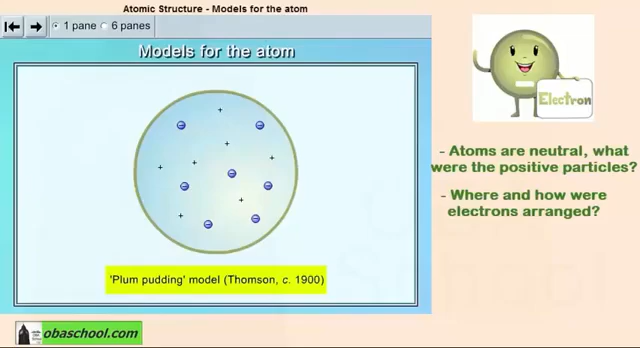 Atomic Structure - Models for the atom
1 pane 6 panes
Models for the atom
Electron
- Atoms are neutral, what
were the positive particles?
- Where and how were
electrons arranged?
'Plum pudding' model (Thomson, c. 1900)
obaschool.com